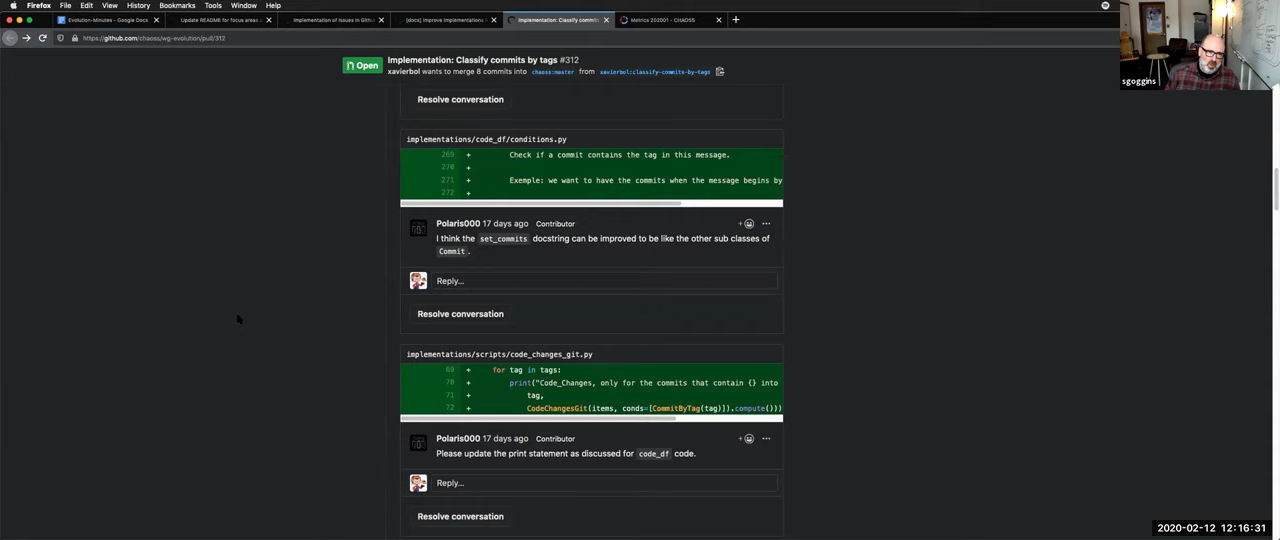 Firefox File Edit View History Bookmarks Tools Window Help
Evolution-Minutes - Google Docs Update README for focus areas Implementation of Issues in Gith [docs] Improve Implementations Implementation: Classify commits Metrics 202001 - CHAOSS
https://github.com/chaoss/wg-evolution/pull/312
Open Implementation: Classify commits by tags #312
xavierbol wants to merge 8 commits into chaoss:master from xavierbol:classify-commits-by-tags
sgoggins
Resolve conversation
implementations/code_df/conditions.py
269 + Check if a commit contains the tag in this message.
270 +
271 + Exemple: we want to have the commits when the message begins by
272 +
Polaris000 17 days ago Contributor
I think the set_commits docstring can be improved to be like the other sub classes of
Commit.
Reply...
Resolve conversation
implementations/scripts/code_changes_git.py
69 + for tag in tags:
70 + print("Code_Changes, only for the commits that contain {} into
71 + tag,
72 + CodeChangesGit(items, conds=[CommitByTag(tag)]).compute()))
Polaris000 17 days ago Contributor
Please update the print statement as discussed for code_df code.
Reply...
Resolve conversation
2020-02-12 12:16:31